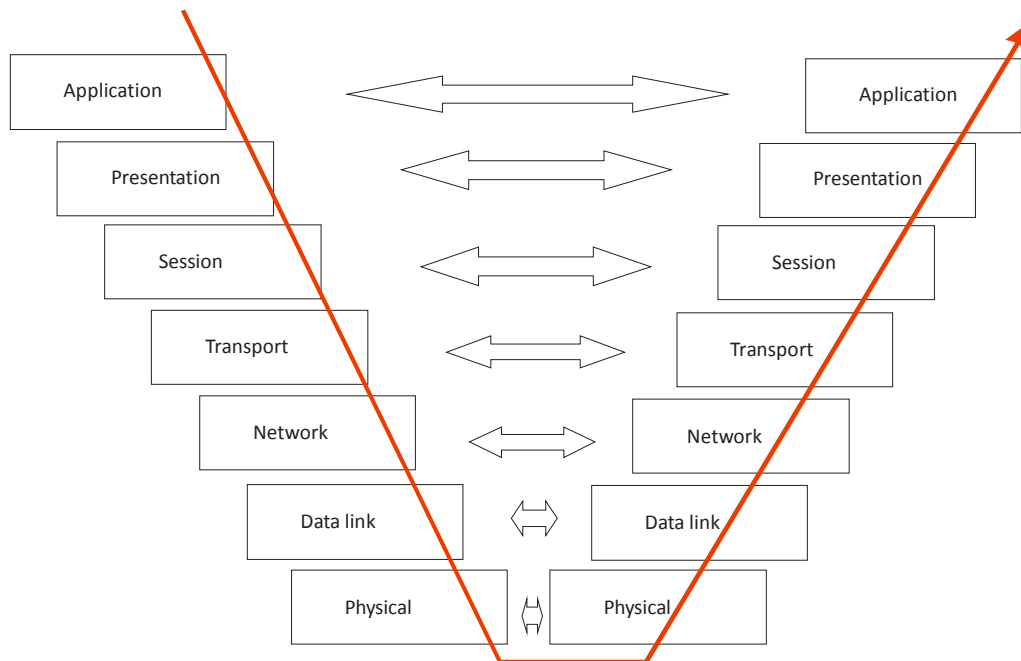 Application
Application
Presentation
Presentation
Session
Session
Transport
Transport
Network
Network
Data link
Data link
Physical
Physical